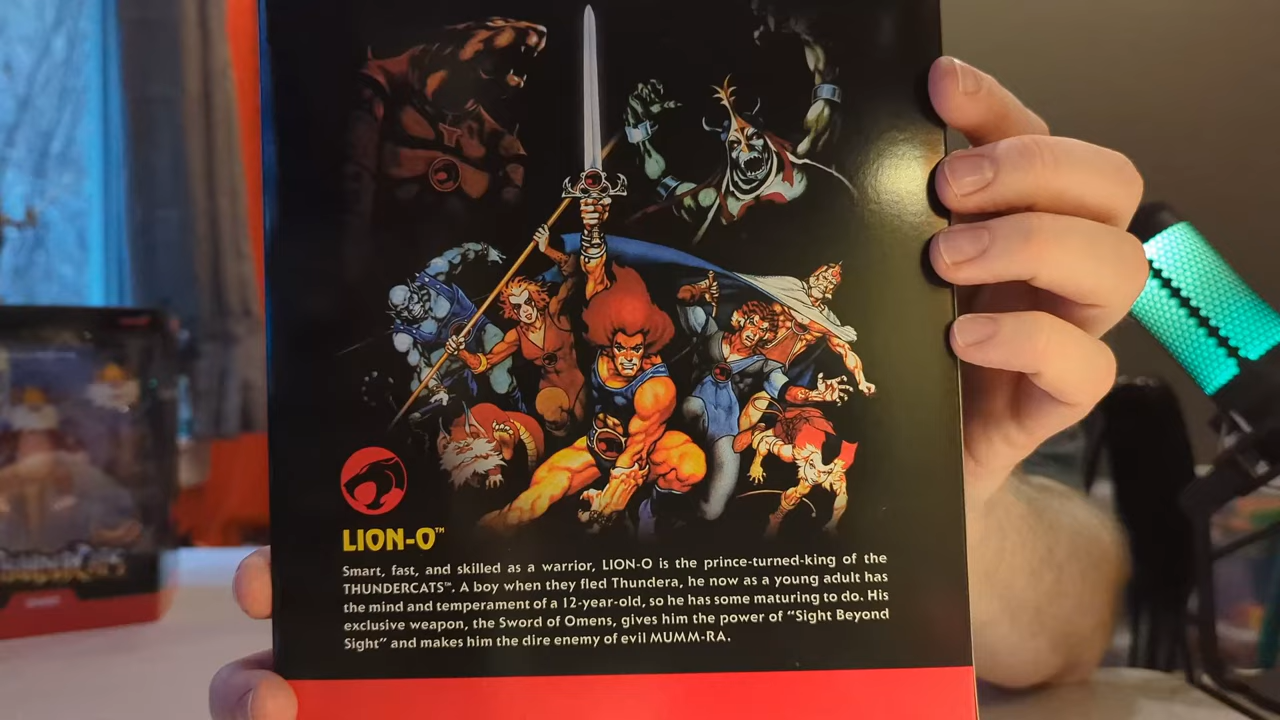 LION-O™
Smart, fast, and skilled as a warrior, LION-O is the prince-turned-king of the
THUNDERCATS™. A boy when they fled Thundera, he now as a young adult has
the mind and temperament of a 12-year-old, so he has some maturing to do. His
exclusive weapon, the Sword of Omens, gives him the power of “Sight Beyond
Sight” and makes him the dire enemy of evil MUMM-RA.